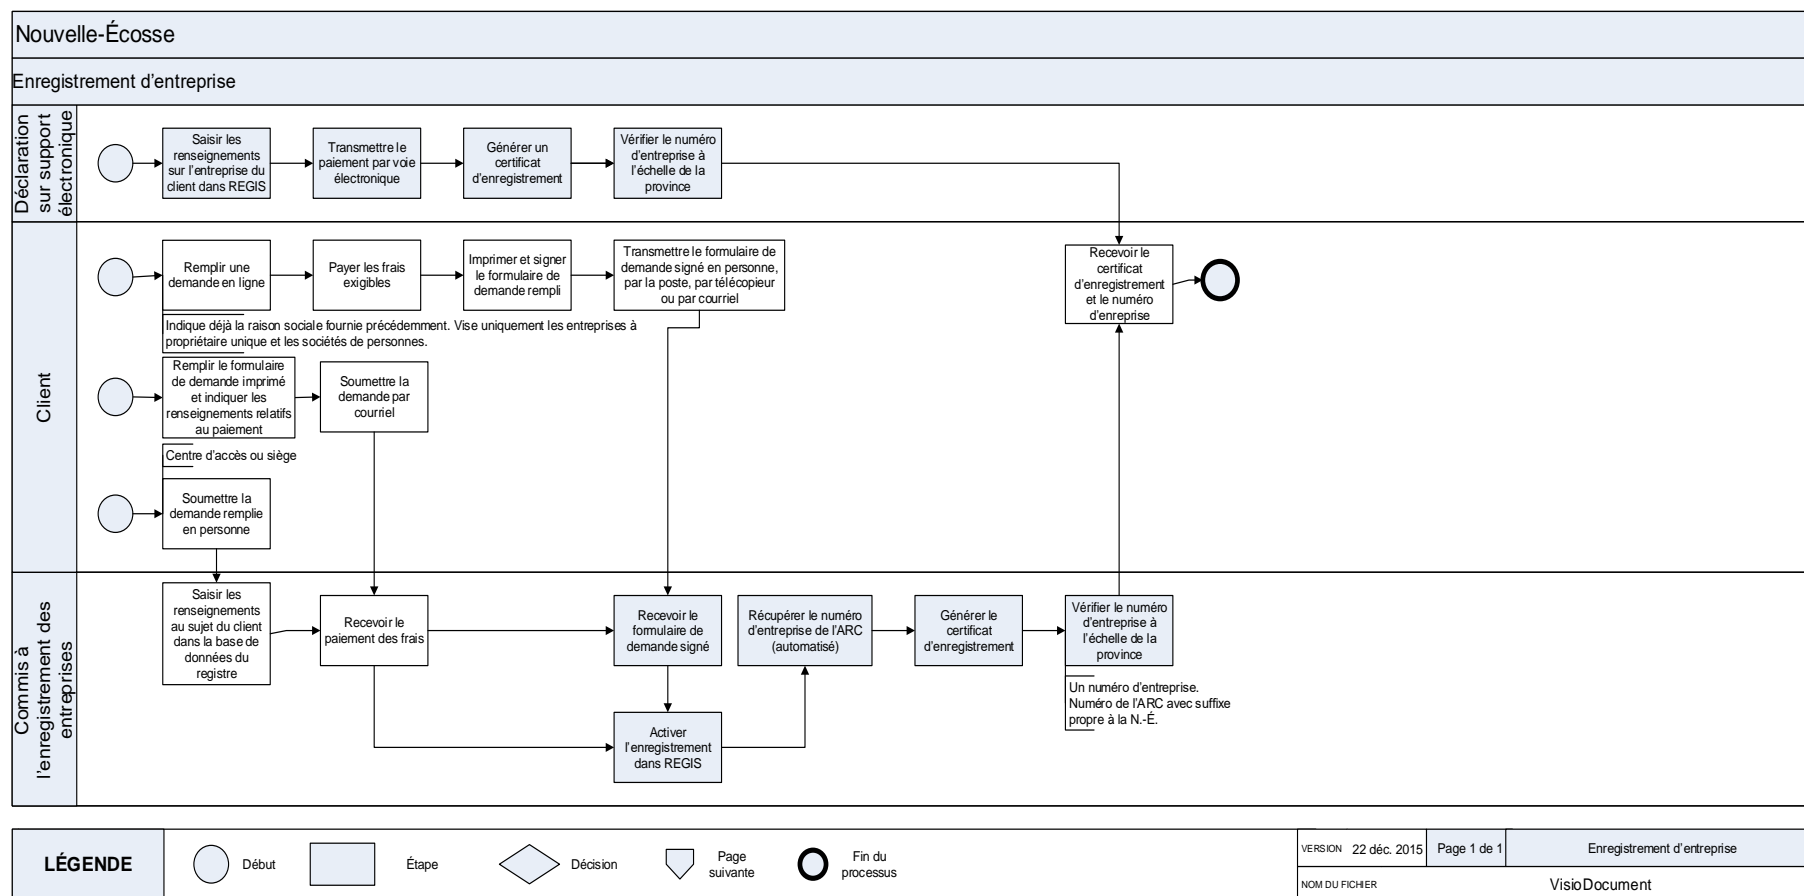 Nouvelle-Écosse
Enregistrement d'entreprise
Déclaration
sur support
électronique
Saisir les
renseignements
sur l'entreprise du
client dans REGIS
Transmettre le
paiement par voie
électronique
Générer un
certificat
d'enregistrement
Vérifier le numéro
d'entreprise à
l'échelle de la
province
Client
Remplir une
demande en ligne
Payer les frais
exigibles
Imprimer et signer
le formulaire de
demande rempli
Transmettre le formulaire de
demande signé en personne,
par la poste, par télécopieur
ou par courriel
Recevoir le
certificat
d'enregistrement
et le numéro
d'enreprise
Indique déjà la raison sociale fournie précédemment. Vise uniquement les entreprises à
propriétaire unique et les sociétés de personnes.
Remplir le formulaire
de demande imprimé
et indiquer les
renseignements relatifs
au paiement
Soumettre la
demande par
courriel
Centre d'accès ou siège
Soumettre la
demande remplie
en personne
Commis à
l'enregistrement des
entreprises
Saisir les
renseignements
au sujet du client
dans la base de
données du
registre
Recevoir le
paiement des frais
Recevoir le
formulaire de
demande signé
Récupérer le numéro
d'entreprise de l'ARC
(automatisé)
Générer le
certificat
d'enregistrement
Vérifier le numéro
d'entreprise à
l'échelle de la
province
Un numéro d'entreprise.
Numéro de l'ARC avec suffixe
propre à la N.-É.
Activer
l'enregistrement
dans REGIS
LÉGENDE
Début
Étape
Décision
Page
suivante
Fin du
processus
VERSION 22 déc. 2015
Page 1 de 1
Enregistrement d'entreprise
NOM DU FICHIER
VisioDocument